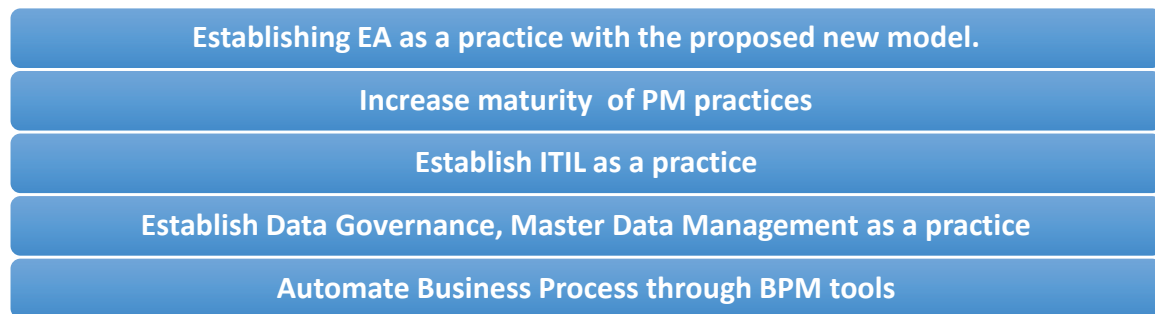 Establishing EA as a practice with the proposed new model.
Increase maturity of PM practices
Establish ITIL as a practice
Establish Data Governance, Master Data Management as a practice
Automate Business Process through BPM tools